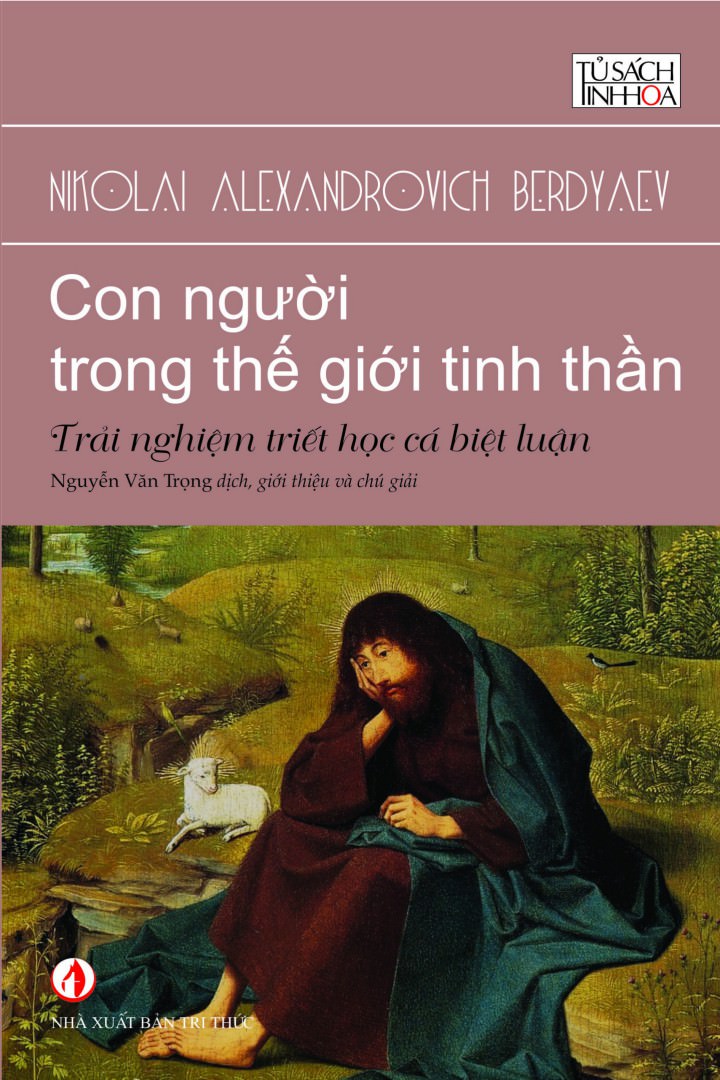 TỦ SÁCH
TINH HOA
NIKOLAI ALEXANDROVICH BERDYAEV
Con người
trong thế giới tinh thần
Trải nghiệm triết học cá biệt luận
Nguyễn Văn Trọng dịch, giới thiệu và chú giải
NHÀ XUẤT BẢN TRI THỨC